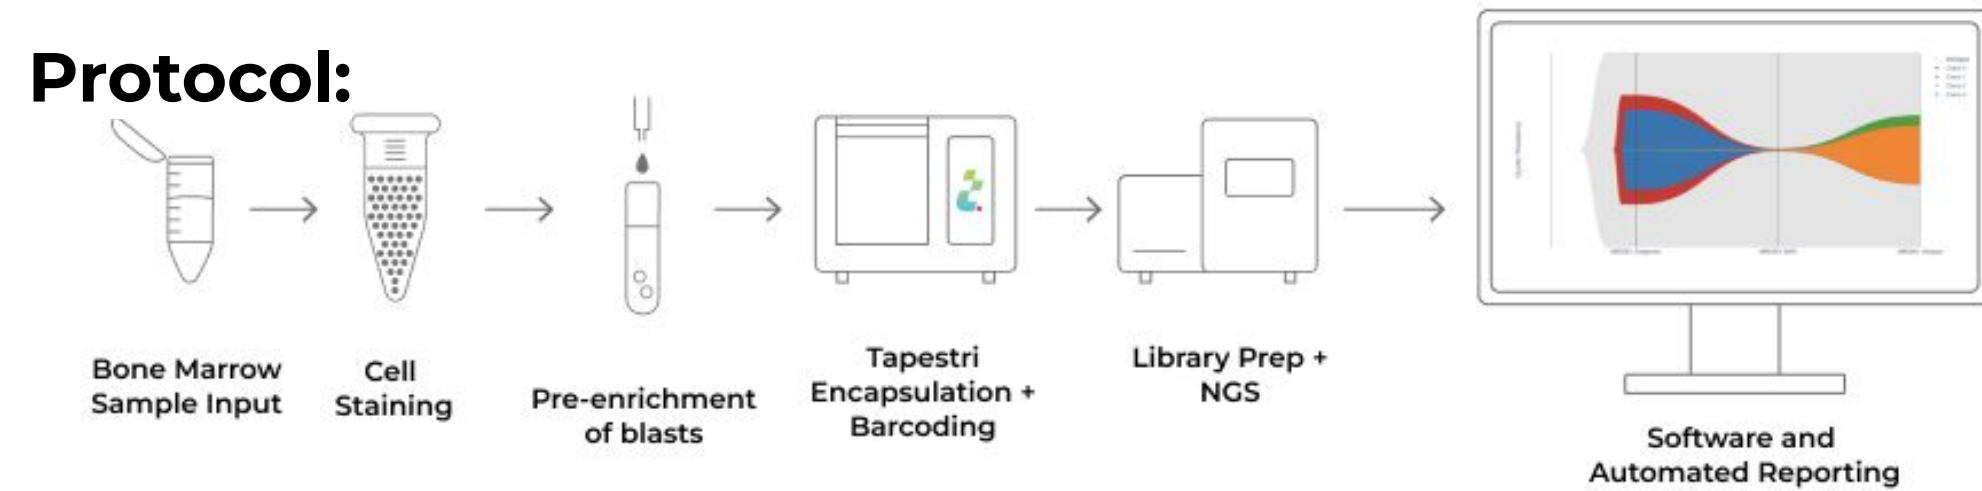 Protocol:
Bone Marrow
Sample Input
Cell
Staining
Pre-enrichment
of blasts
Tapestri
Encapsulation +
Barcoding
Library Prep +
NGS
Software and
Automated Reporting